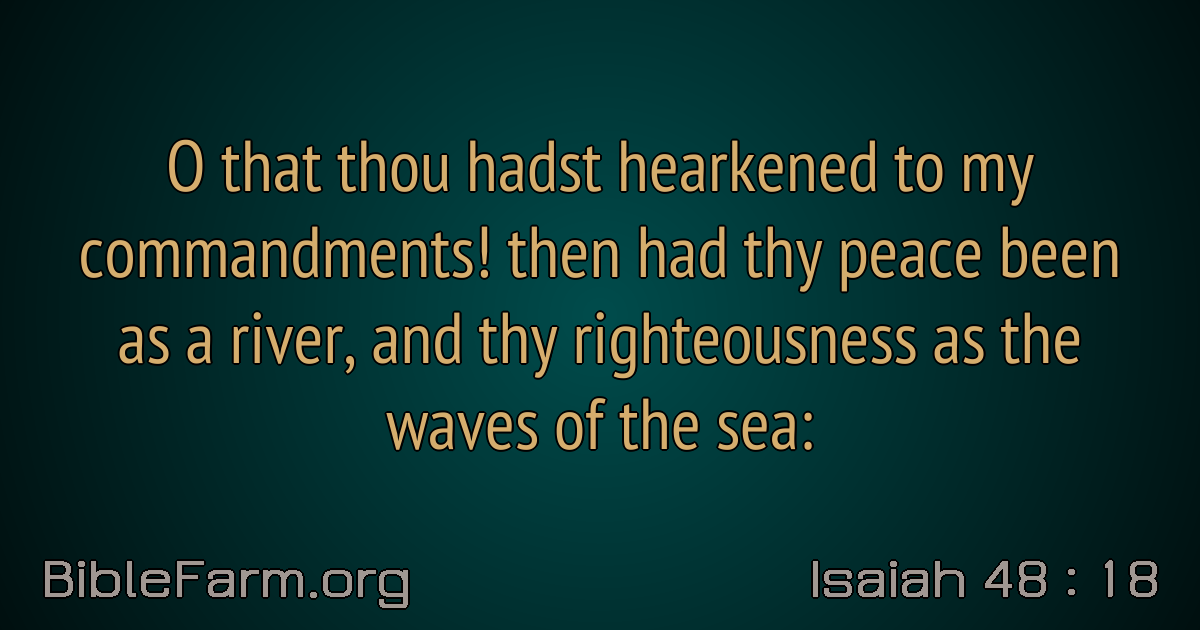 O that thou hadst hearkened to my
commandments! then had thy peace been
as a river, and thy righteousness as the
waves of the sea:
BibleFarm.org
Isaiah 48 : 18